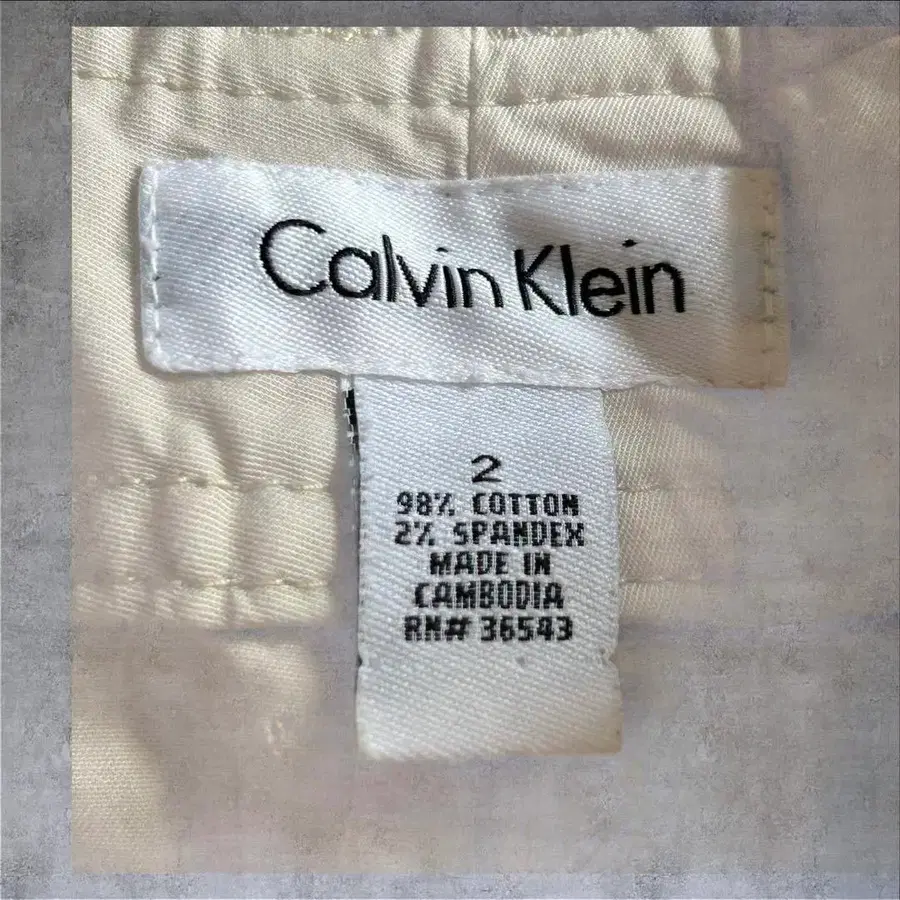 Calvin Klein
2
98% COTTON
2% SPANDEX
MADE IN
CAMBODIA
RN# 36543